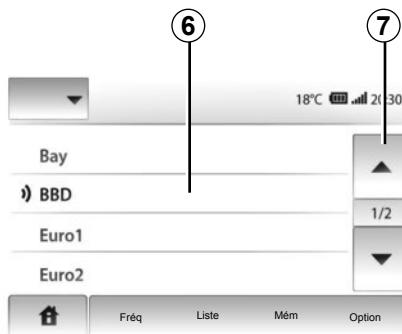 6 7
18°C 20:30
Bay
BBD
1/2
Euro1
Euro2
Fréq Liste Mém Option